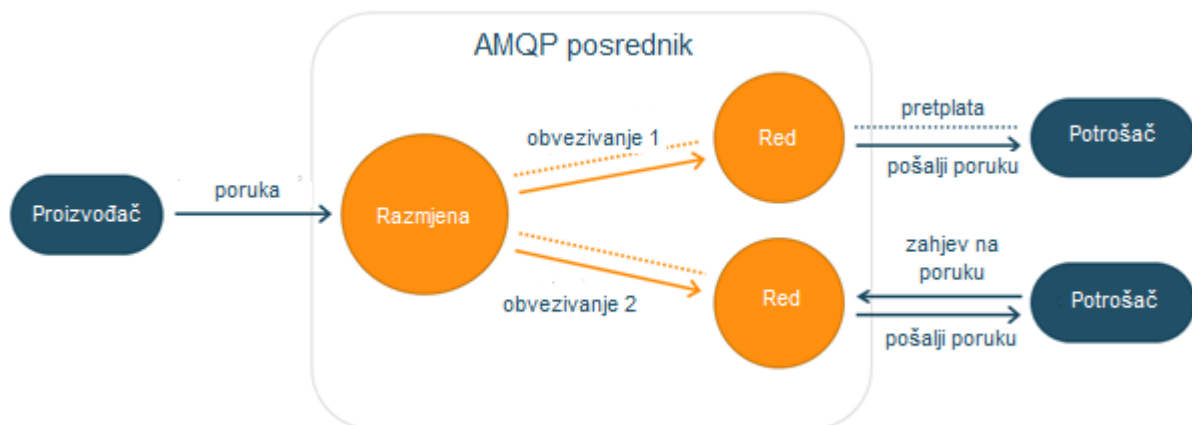 AMQP posrednik
Proizvođač
poruka
Razmjena
obvezivanje 1
obvezivanje 2
Red
Red
pretplata
pošalji poruku
Potrošač
zahjev na
poruku
pošalji poruku
Potrošač